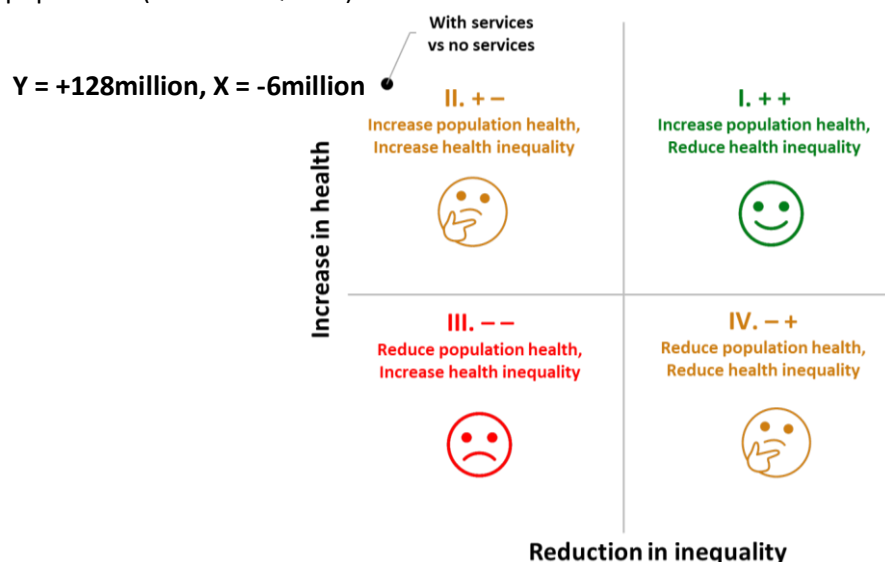 With services
vs no services
Y = +128million, X = -6million
II. + –
Increase population health,
Increase health inequality
I. + +
Increase population health,
Reduce health inequality
Increase in health
III. – –
Reduce population health,
Increase health inequality
IV. – +
Reduce population health,
Reduce health inequality
Reduction in inequality